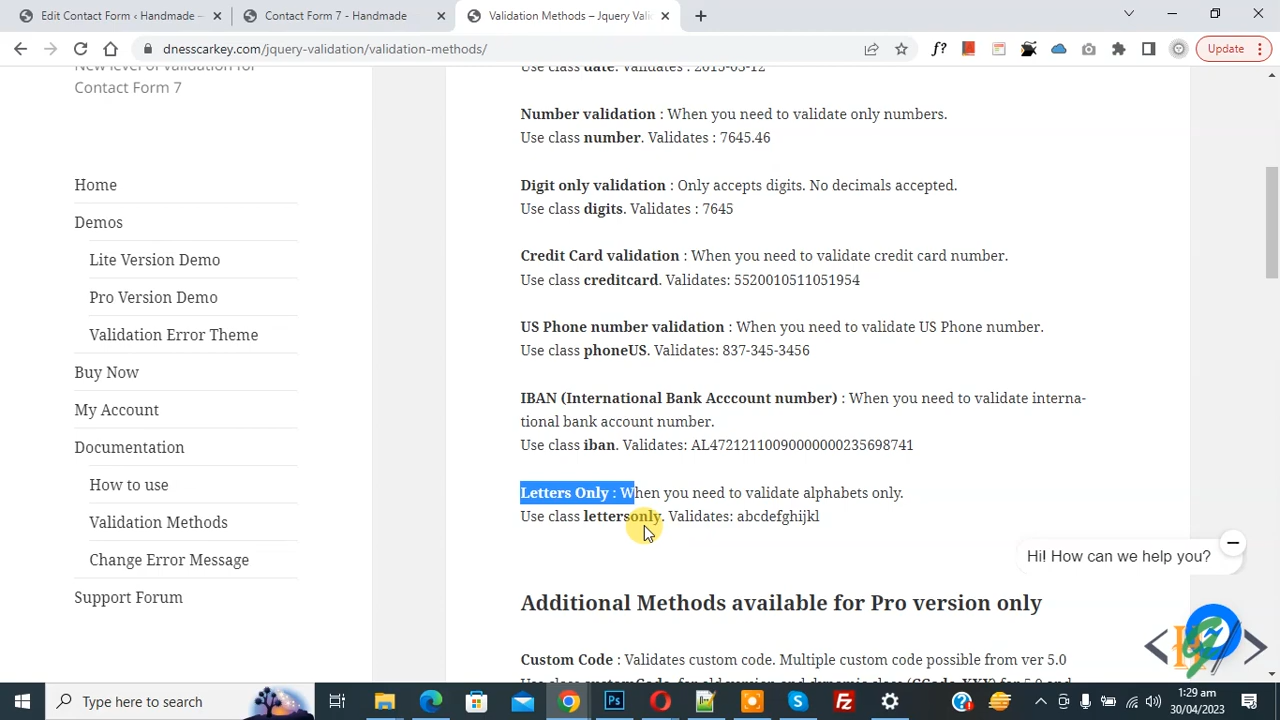 Edit Contact Form ‹ Handmade
Contact Form 7 - Handmade
Validation Methods – Jquery Vali
dnesscarkey.com/jquery-validation/validation-methods/
f?
Update
New level of validation for
Contact Form 7
Home
Demos
Lite Version Demo
Pro Version Demo
Validation Error Theme
Buy Now
My Account
Documentation
How to use
Validation Methods
Change Error Message
Support Forum
Use class date. Validates : 2015-03-12
Number validation : When you need to validate only numbers.
Use class number. Validates : 7645.46
Digit only validation : Only accepts digits. No decimals accepted.
Use class digits. Validates : 7645
Credit Card validation : When you need to validate credit card number.
Use class creditcard. Validates: 5520010511051954
US Phone number validation : When you need to validate US Phone number.
Use class phoneUS. Validates: 837-345-3456
IBAN (International Bank Acccount number) : When you need to validate interna-
tional bank account number.
Use class iban. Validates: AL47212110090000000235698741
Letters Only : When you need to validate alphabets only.
Use class lettersonly. Validates: abcdefghijkl
Hi! How can we help you?
Additional Methods available for Pro version only
Custom Code : Validates custom code. Multiple custom code possible from ver 5.0
Type here to search
Ps
1:29 am
30/04/2023